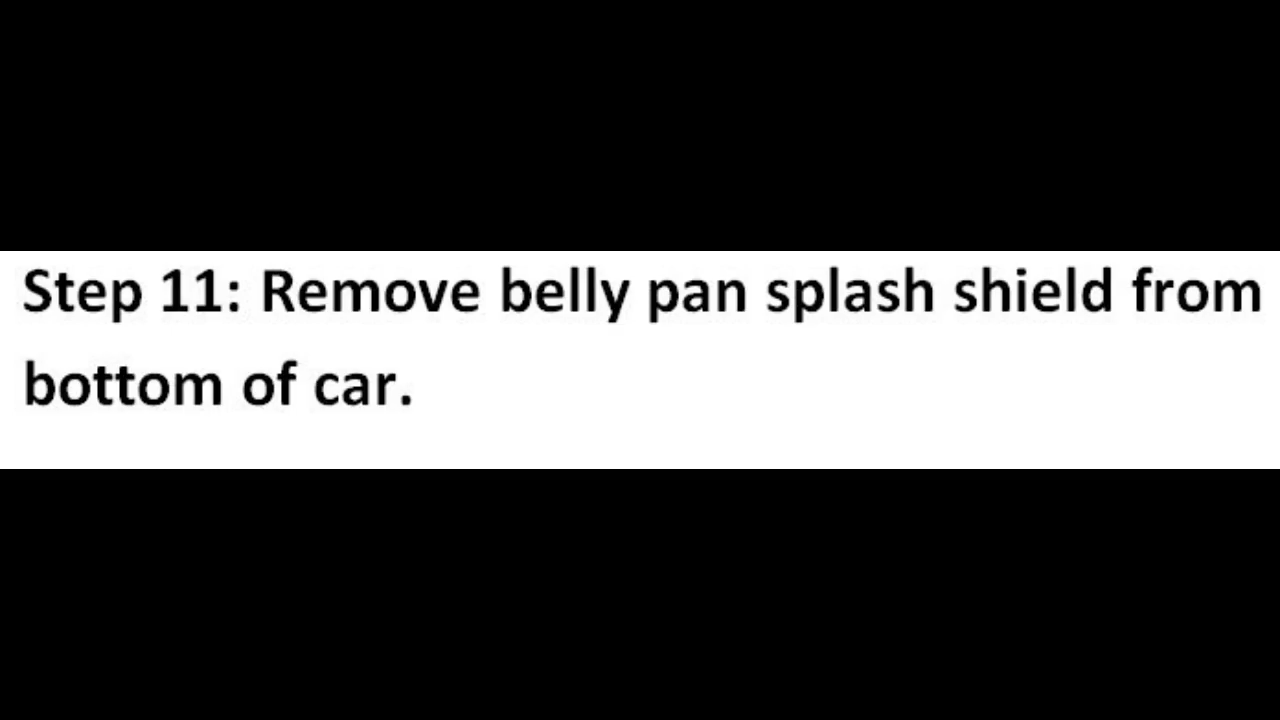 Step 11: Remove belly pan splash shield from
bottom of car.